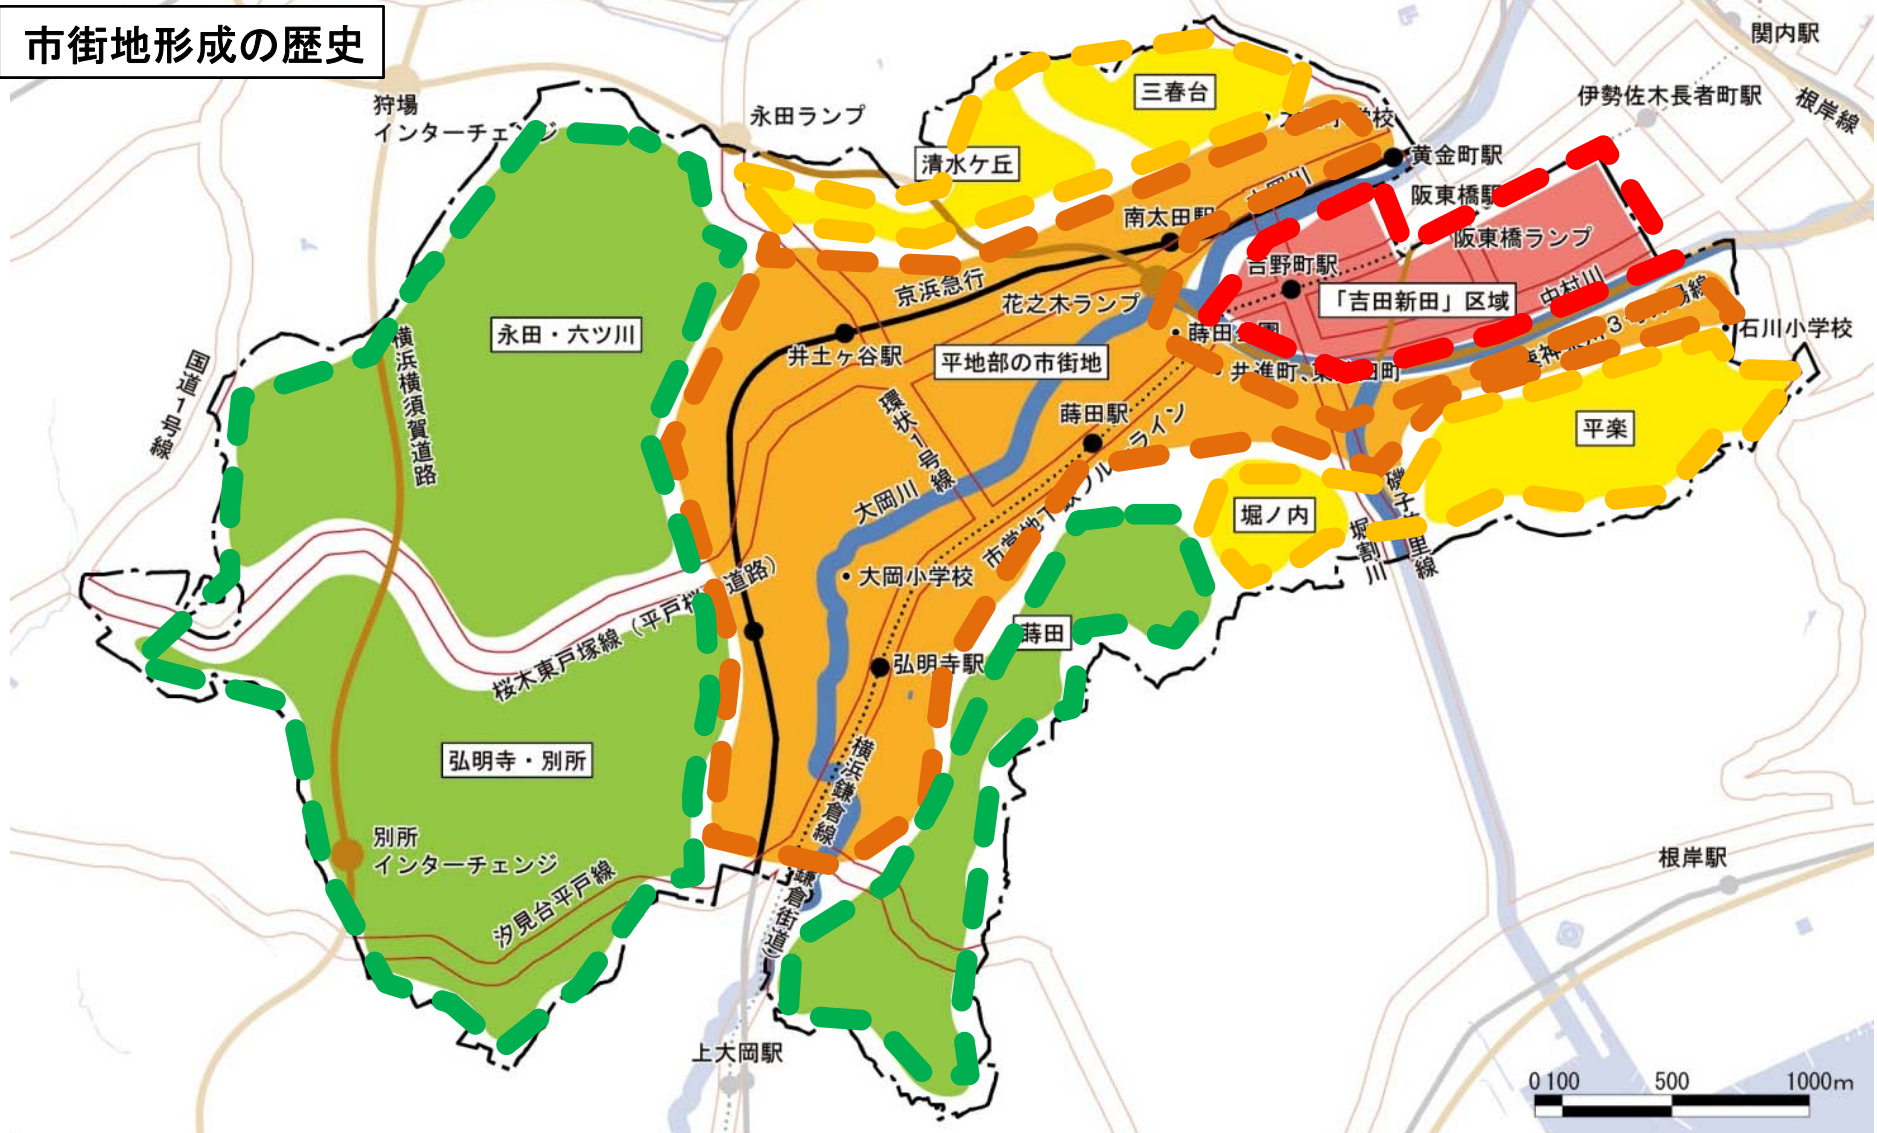 市街地形成の歴史
関内駅
三春台
伊勢佐木長者町駅
根岸線
狩場
インターチェンジ
永田ランプ
清水ケ丘
黄金町駅
阪東橋駅
南太田駅
阪東橋ランプ
吉野町駅
京浜急行
花之木ランプ
「吉田新田」区域
中村川
永田・六ツ川
横浜横須賀道路
国道1号線
井土ヶ谷駅
平地部の市街地
石川小学校
環状1号線
蒔田駅
平楽
大岡川
堀ノ内
堀割川
大岡小学校
蒔田
弘明寺駅
桜木東戸塚線（平戸桜
道路）
弘明寺・別所
横浜鎌倉線
鎌倉街道）
別所
インターチェンジ
汐見台平戸線
根岸駅
上大岡駅
0 100 500 1000m